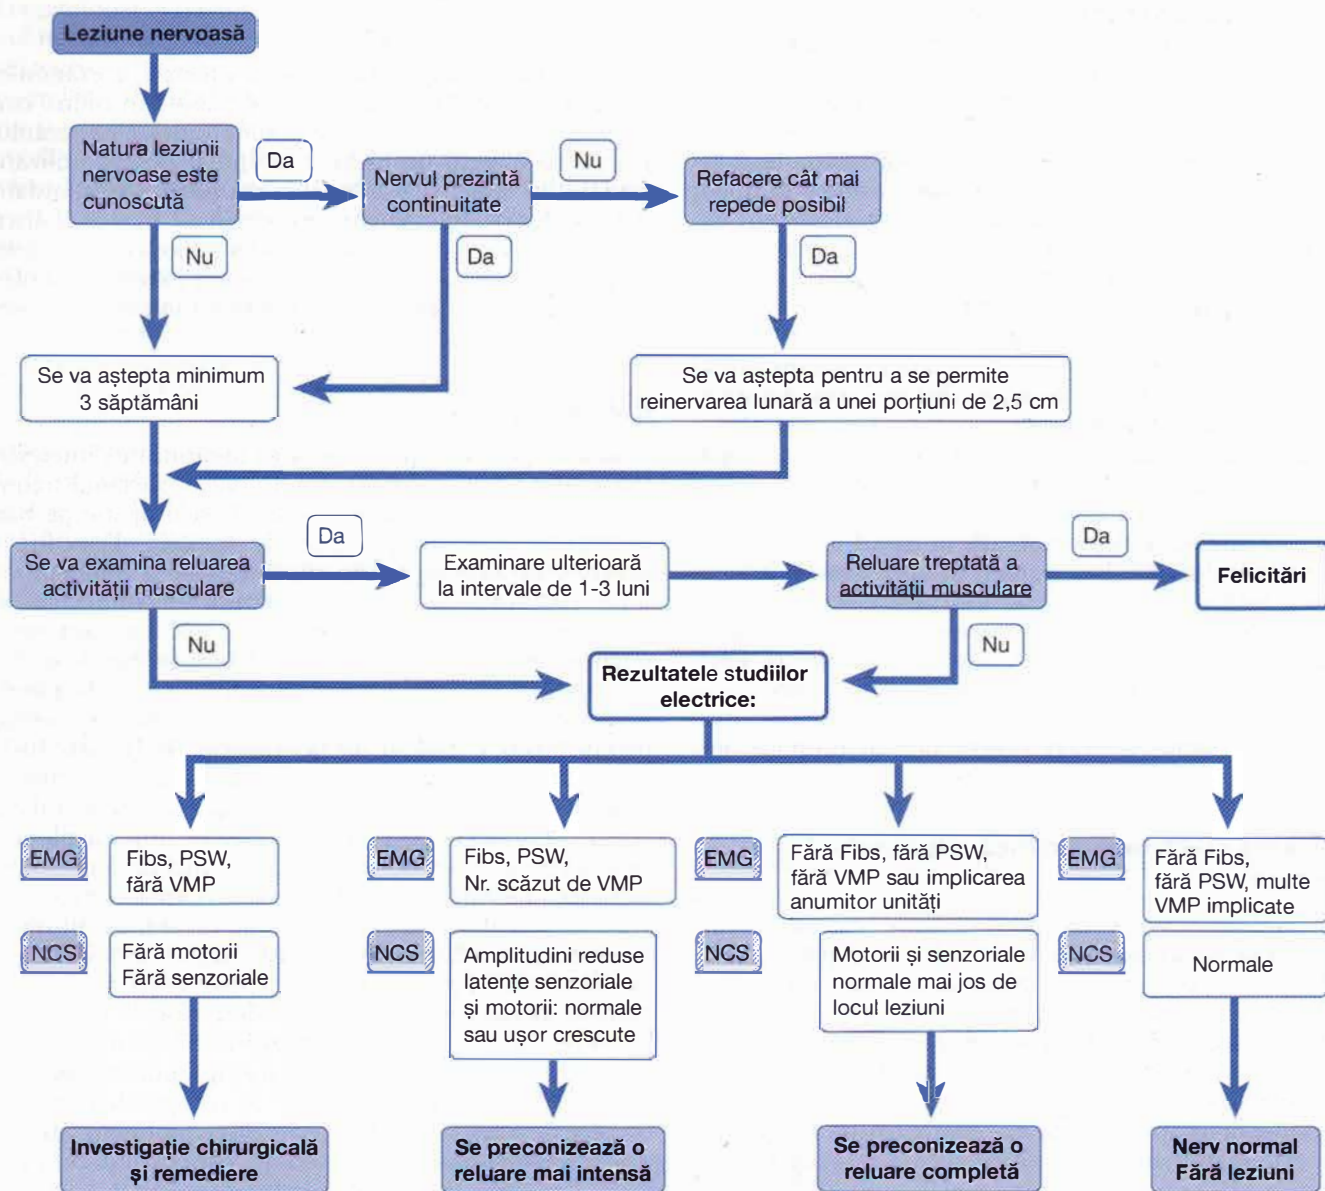 Leziune nervoasă
Natura leziunii
nervoase este
cunoscută
Da
Nervul prezintă
continuitate
Nu
Refacere cât mai
repede posibil
Nu
Da
Da
Se va aștepta minimum
3 săptămâni
Se va aștepta pentru a se permite
reinervarea lunară a unei porțiuni de 2,5 cm
Se va examina reluarea
activității musculare
Da
Examinare ulterioară
la intervale de 1-3 luni
Reluare treptată a
activității musculare
Da
Felicitări
Nu
Nu
Rezultatele studiilor
electrice:
EMG
Fibs, PSW,
fără VMP
EMG
Fibs, PSW,
Nr. scăzut de VMP
EMG
Fără Fibs, fără PSW,
fără VMP sau implicarea
anumitor unități
EMG
Fără Fibs,
fără PSW, multe
VMP implicate
NCS
Fără motorii
Fără senzoriale
NCS
Amplitudini reduse
latențe senzoriale
și motorii: normale
sau ușor crescute
NCS
Motorii și senzoriale
normale mai jos de
locul leziuni
NCS
Normale
Investigație chirurgicală
și remediere
Se preconizează o
reluare mai intensă
Se preconizează o
reluare completă
Nerv normal
Fără leziuni